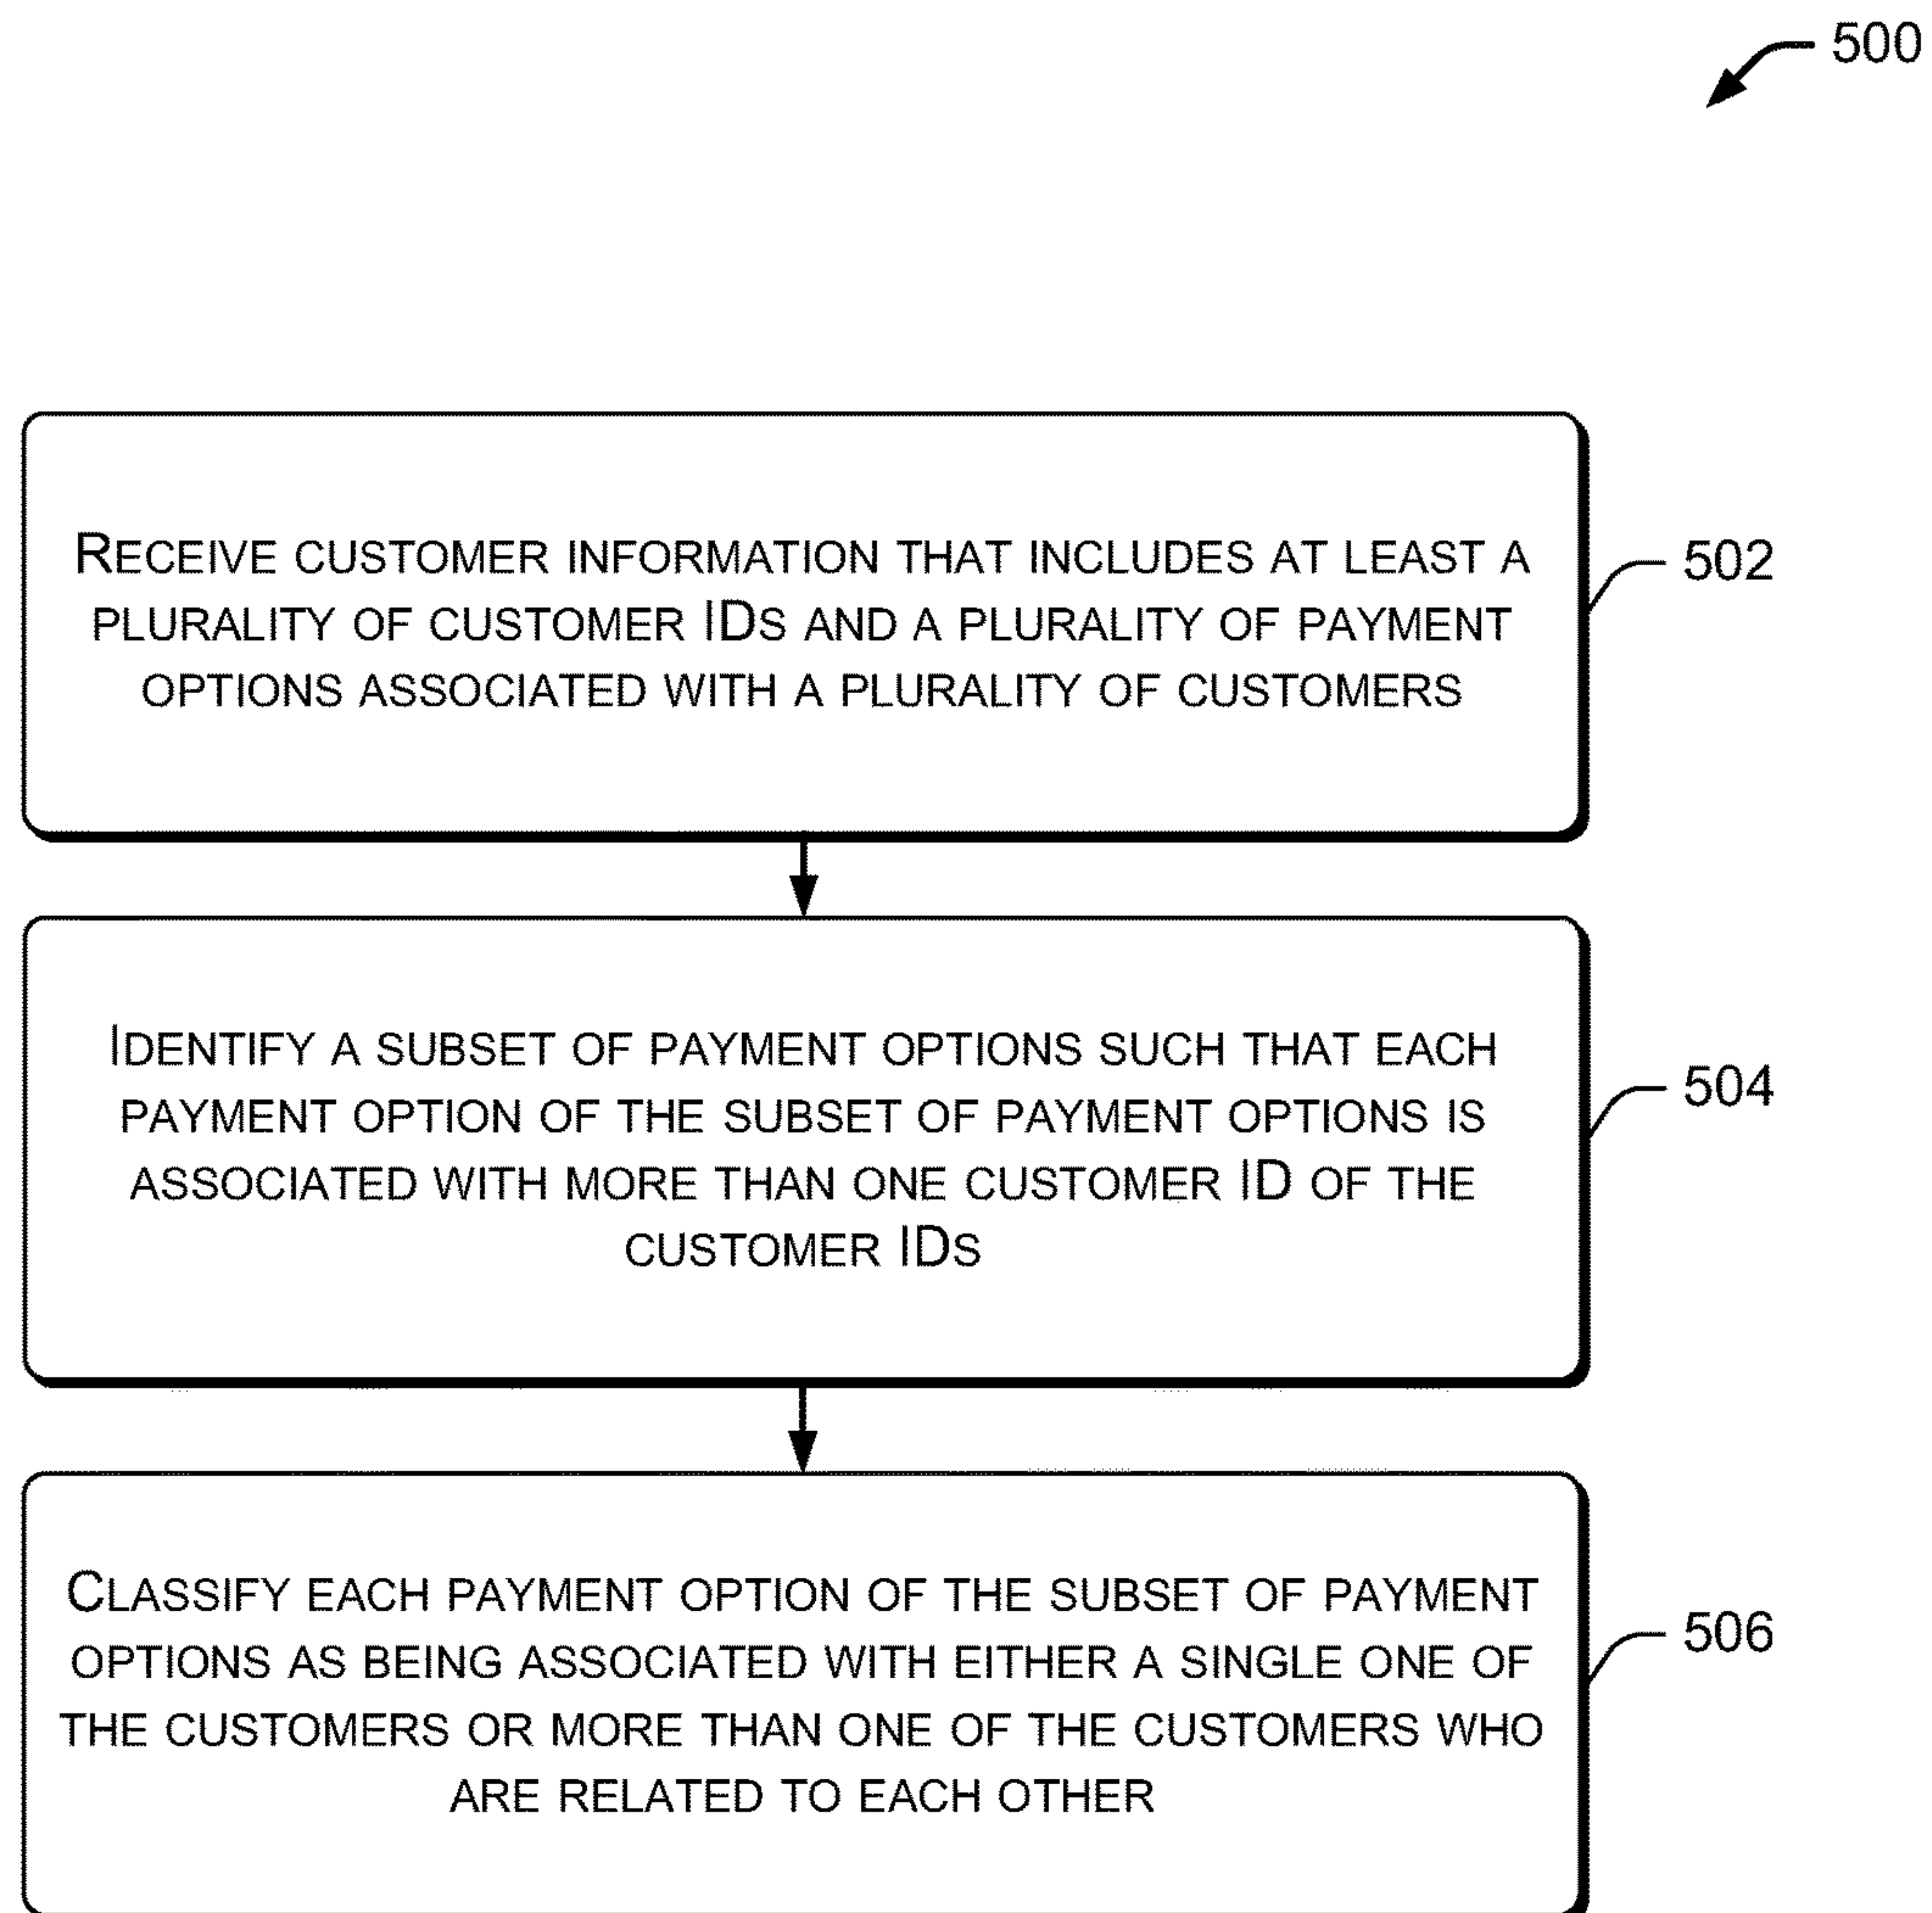 500
RECEIVE CUSTOMER INFORMATION THAT INCLUDES AT LEAST A
PLURALITY OF CUSTOMER IDS AND A PLURALITY OF PAYMENT
OPTIONS ASSOCIATED WITH A PLURALITY OF CUSTOMERS
502
IDENTIFY A SUBSET OF PAYMENT OPTIONS SUCH THAT EACH
PAYMENT OPTION OF THE SUBSET OF PAYMENT OPTIONS IS
ASSOCIATED WITH MORE THAN ONE CUSTOMER ID OF THE
CUSTOMER IDS
504
CLASSIFY EACH PAYMENT OPTION OF THE SUBSET OF PAYMENT
OPTIONS AS BEING ASSOCIATED WITH EITHER A SINGLE ONE OF
THE CUSTOMERS OR MORE THAN ONE OF THE CUSTOMERS WHO
ARE RELATED TO EACH OTHER
506